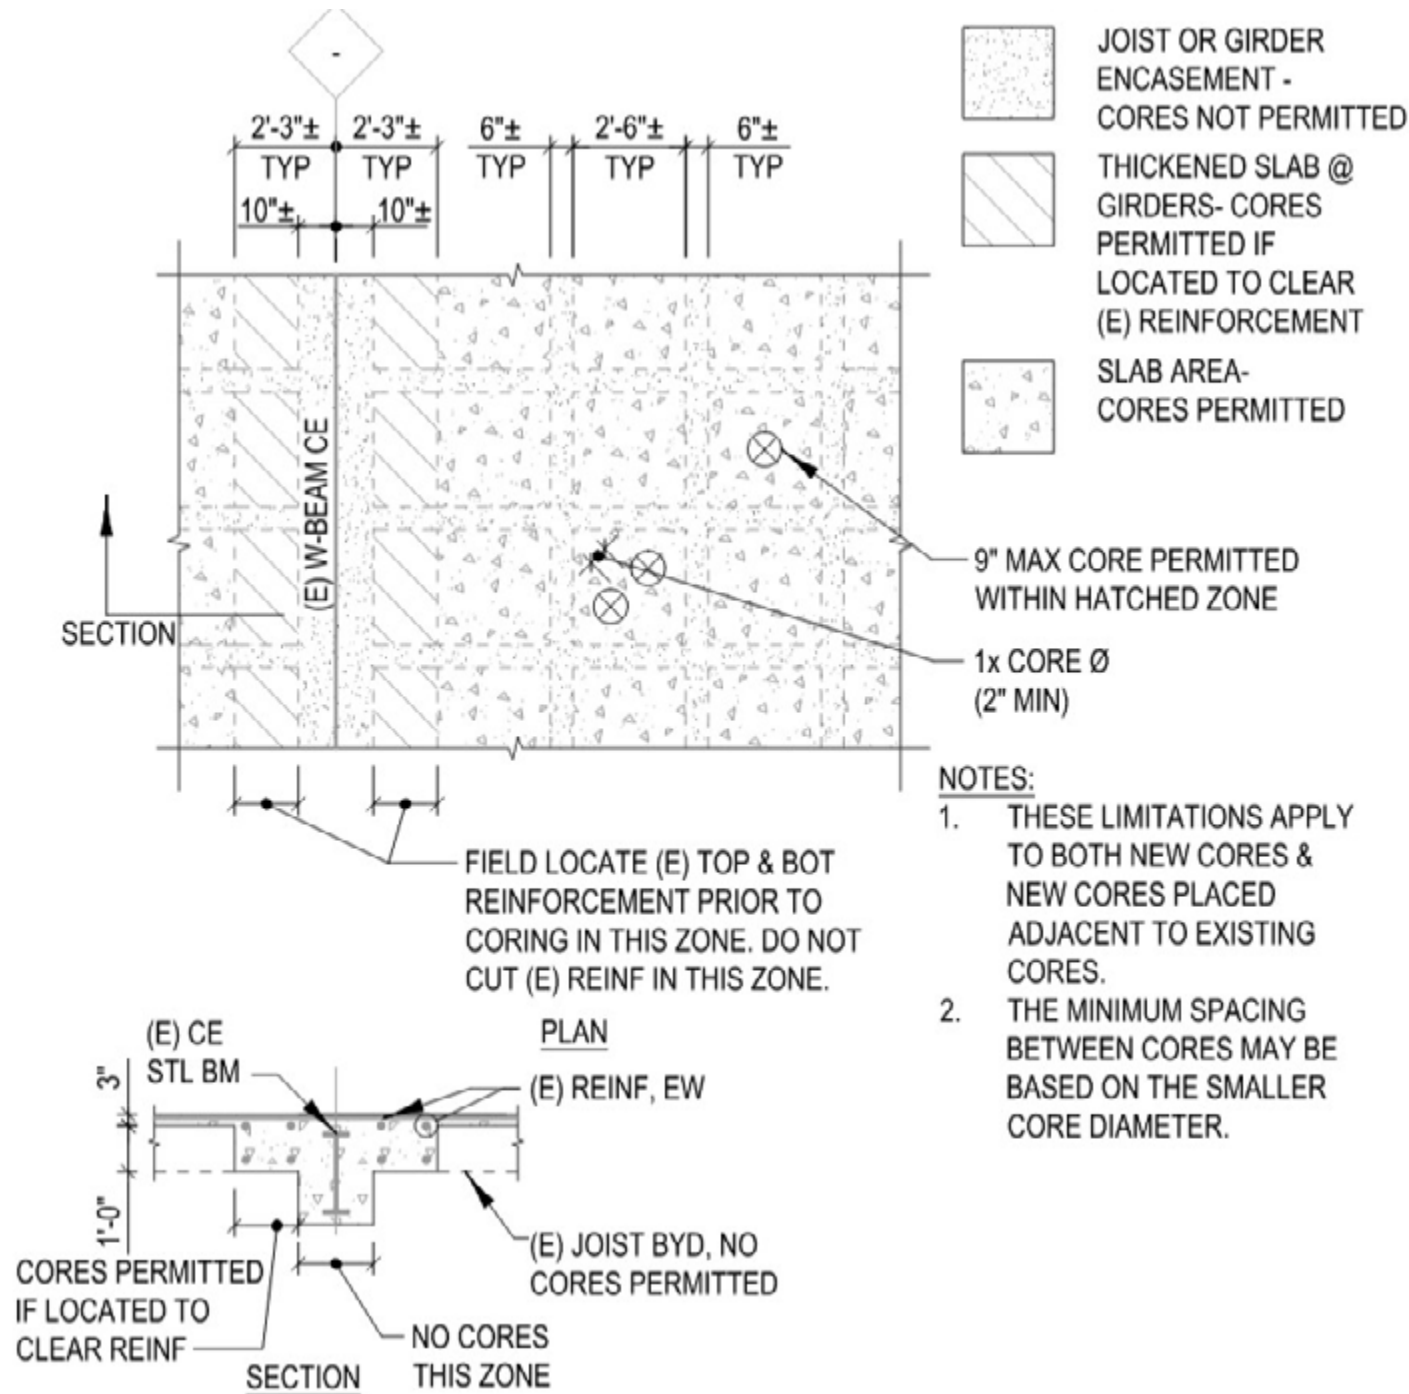 -
2'-3"± 2'-3"± 6"± 2'-6"± 6"±
TYP TYP TYP TYP TYP
10"± 10"±
(E) W-BEAM CE
SECTION
JOIST OR GIRDER
ENCASEMENT -
CORES NOT PERMITTED
THICKENED SLAB @
GIRDERS- CORES
PERMITTED IF
LOCATED TO CLEAR
(E) REINFORCEMENT
SLAB AREA-
CORES PERMITTED
9" MAX CORE PERMITTED
WITHIN HATCHED ZONE
1x CORE Ø
(2" MIN)
FIELD LOCATE (E) TOP & BOT
REINFORCEMENT PRIOR TO
CORING IN THIS ZONE. DO NOT
CUT (E) REINF IN THIS ZONE.
PLAN
NOTES:
1. THESE LIMITATIONS APPLY
TO BOTH NEW CORES &
NEW CORES PLACED
ADJACENT TO EXISTING
CORES.
2. THE MINIMUM SPACING
BETWEEN CORES MAY BE
BASED ON THE SMALLER
CORE DIAMETER.
(E) CE
STL BM
(E) REINF, EW
3"
1'-0"
(E) JOIST BYD, NO
CORES PERMITTED
CORES PERMITTED
IF LOCATED TO
CLEAR REINF
NO CORES
THIS ZONE
SECTION